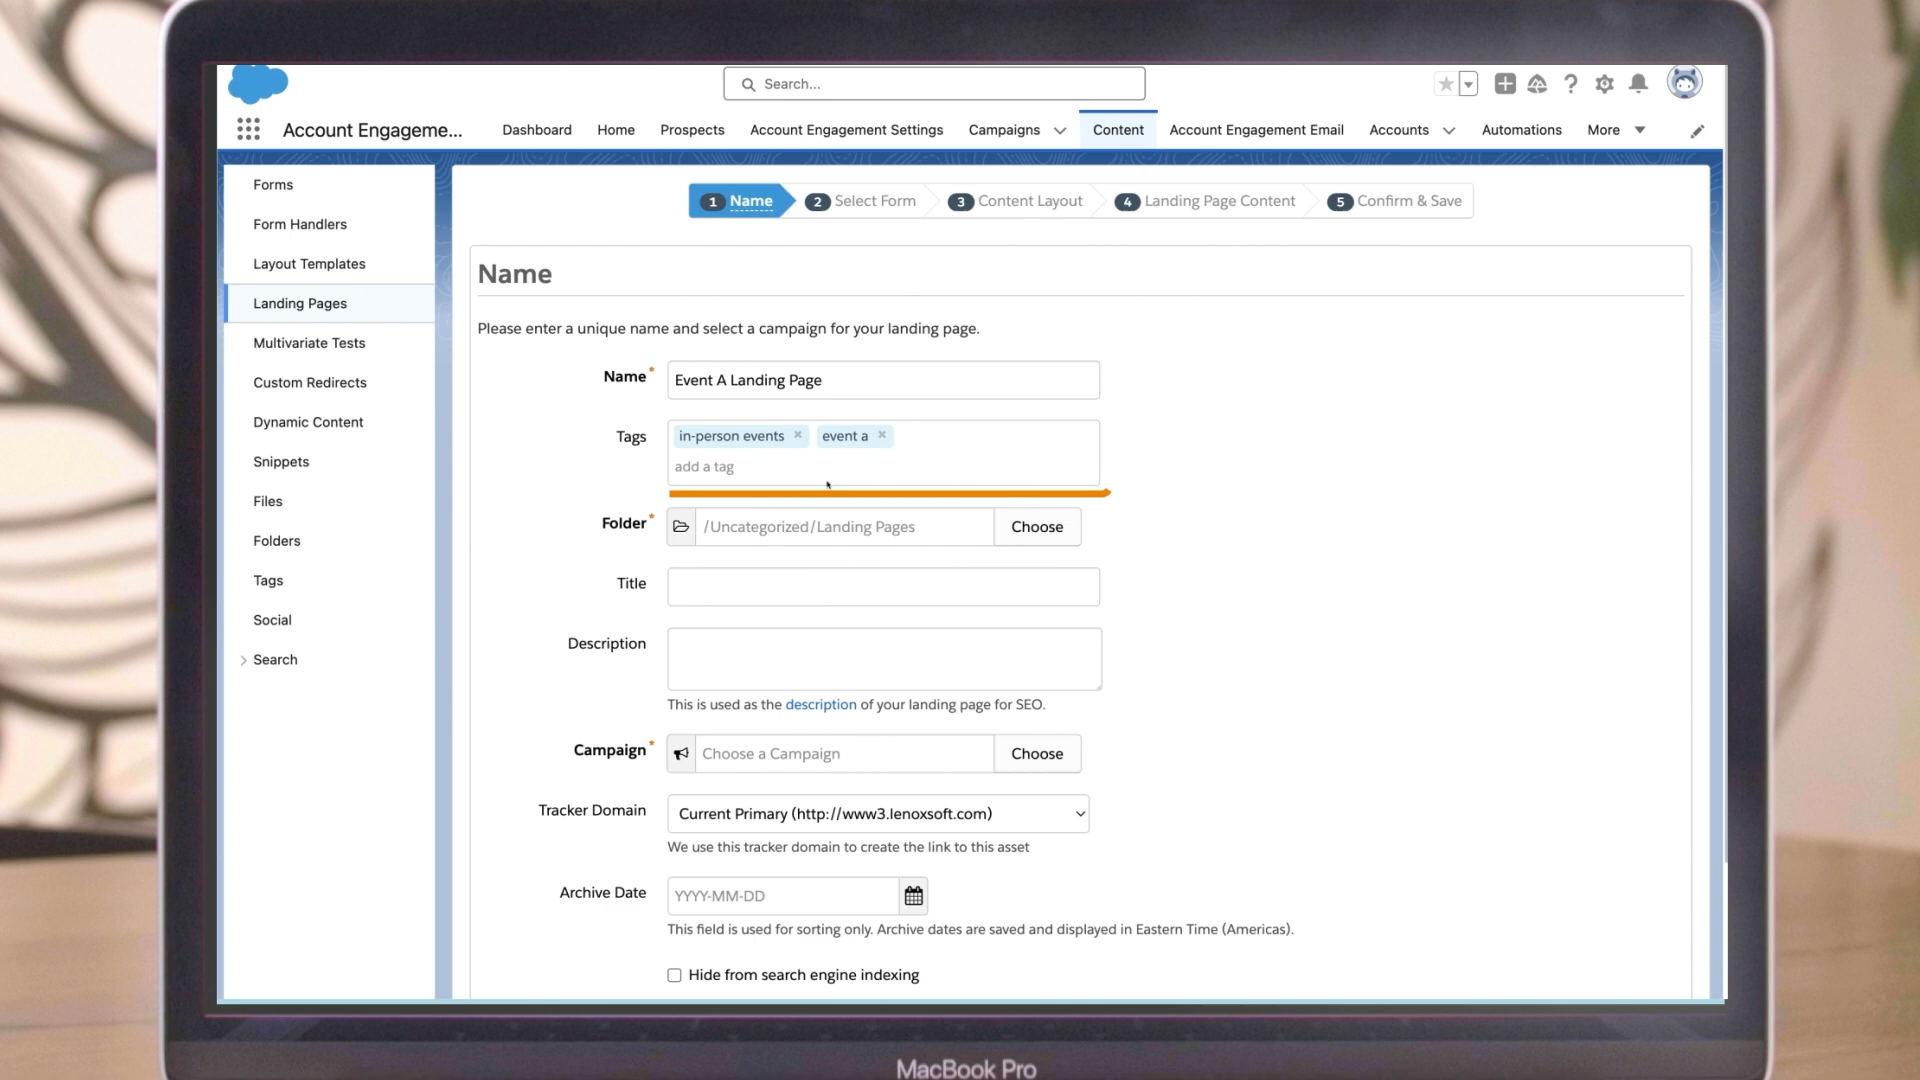 Search...
Account Engageme...
Dashboard
Home
Prospects
Account Engagement Settings
Campaigns
Content
Account Engagement Email
Accounts
Automations
More
Forms
Form Handlers
Layout Templates
Landing Pages
Multivariate Tests
Custom Redirects
Dynamic Content
Snippets
Files
Folders
Tags
Social
Search
1 Name
2 Select Form
3 Content Layout
4 Landing Page Content
5 Confirm & Save
Name
Please enter a unique name and select a campaign for your landing page.
Name*
Event A Landing Page
Tags
in-person events ×
event a ×
add a tag
Folder*
/Uncategorized/Landing Pages
Choose
Title
Description
This is used as the description of your landing page for SEO.
Campaign*
Choose a Campaign
Choose
Tracker Domain
Current Primary (http://www3.lenoxsoft.com)
We use this tracker domain to create the link to this asset
Archive Date
YYYY-MM-DD
This field is used for sorting only. Archive dates are saved and displayed in Eastern Time (Americas).
Hide from search engine indexing
MacBook Pro